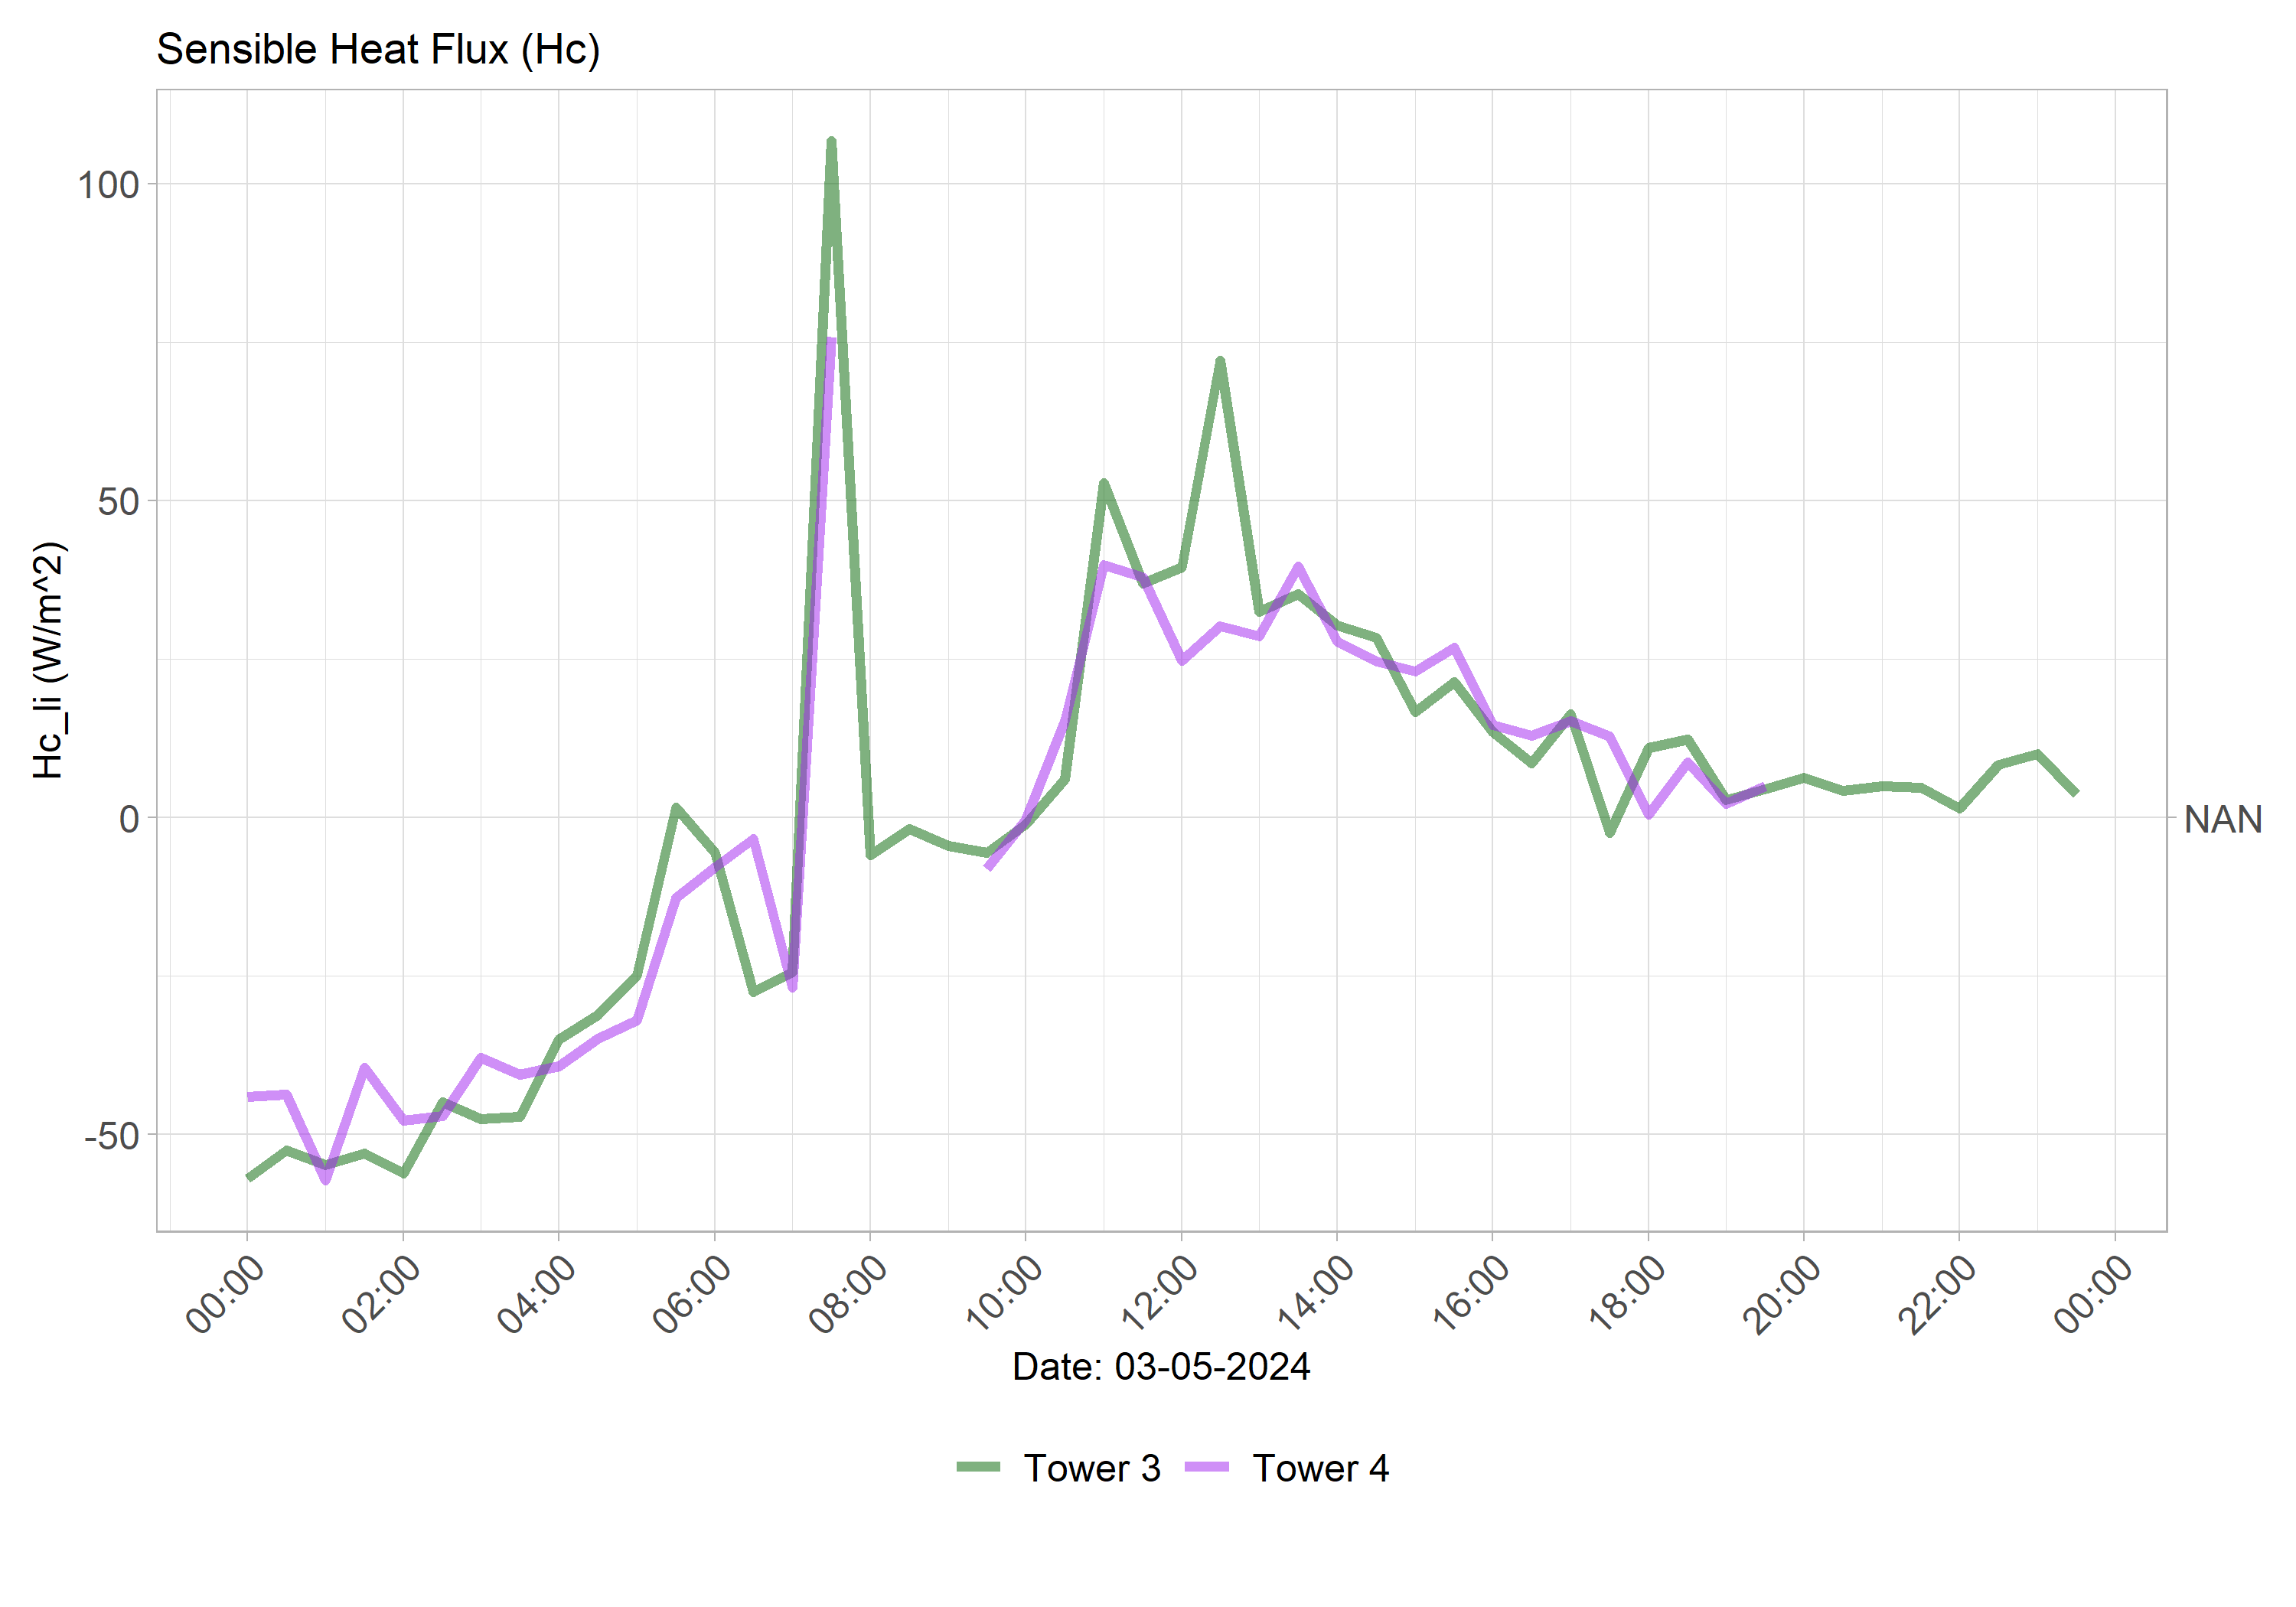 Sensible Heat Flux (Hc)
Hc_li (W/m^2)
100
50
0
-50
NAN
00:00 02:00 04:00 06:00 08:00 10:00 12:00 14:00 16:00 18:00 20:00 22:00 00:00
Date: 03-05-2024
Tower 3 Tower 4